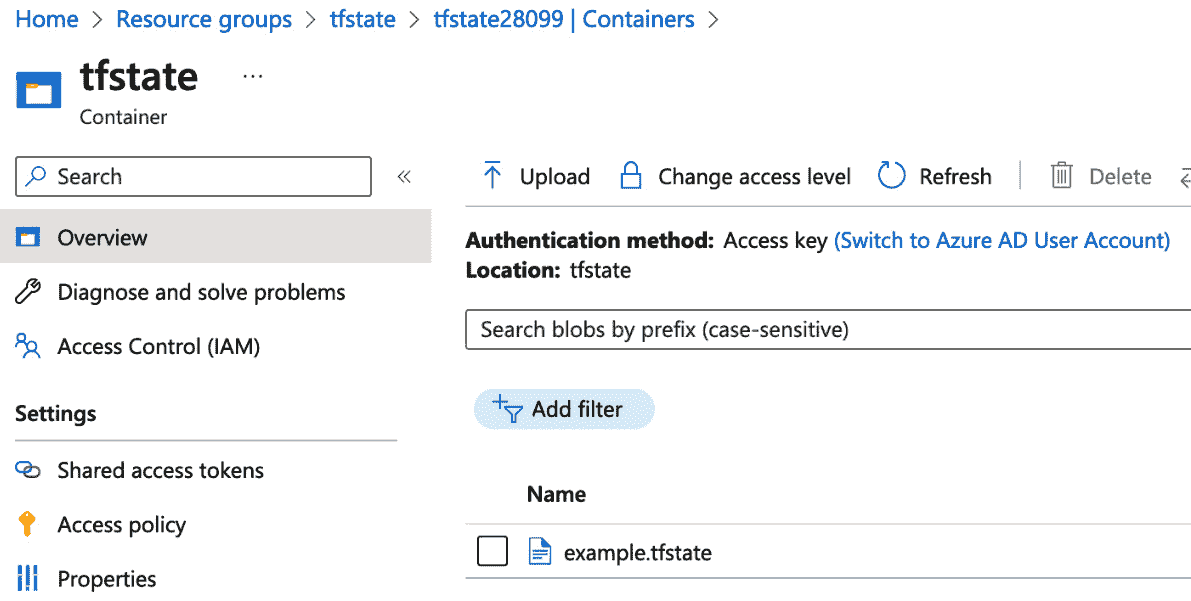 Home > Resource groups > tfstate > tfstate28099 | Containers >
tfstate ...
Container
Search «
Overview
Diagnose and solve problems
Access Control (IAM)
Settings
Shared access tokens
Access policy
Properties
Upload Change access level Refresh Delete
Authentication method: Access key (Switch to Azure AD User Account)
Location: tfstate
Search blobs by prefix (case-sensitive)
Add filter
Name
example.tfstate